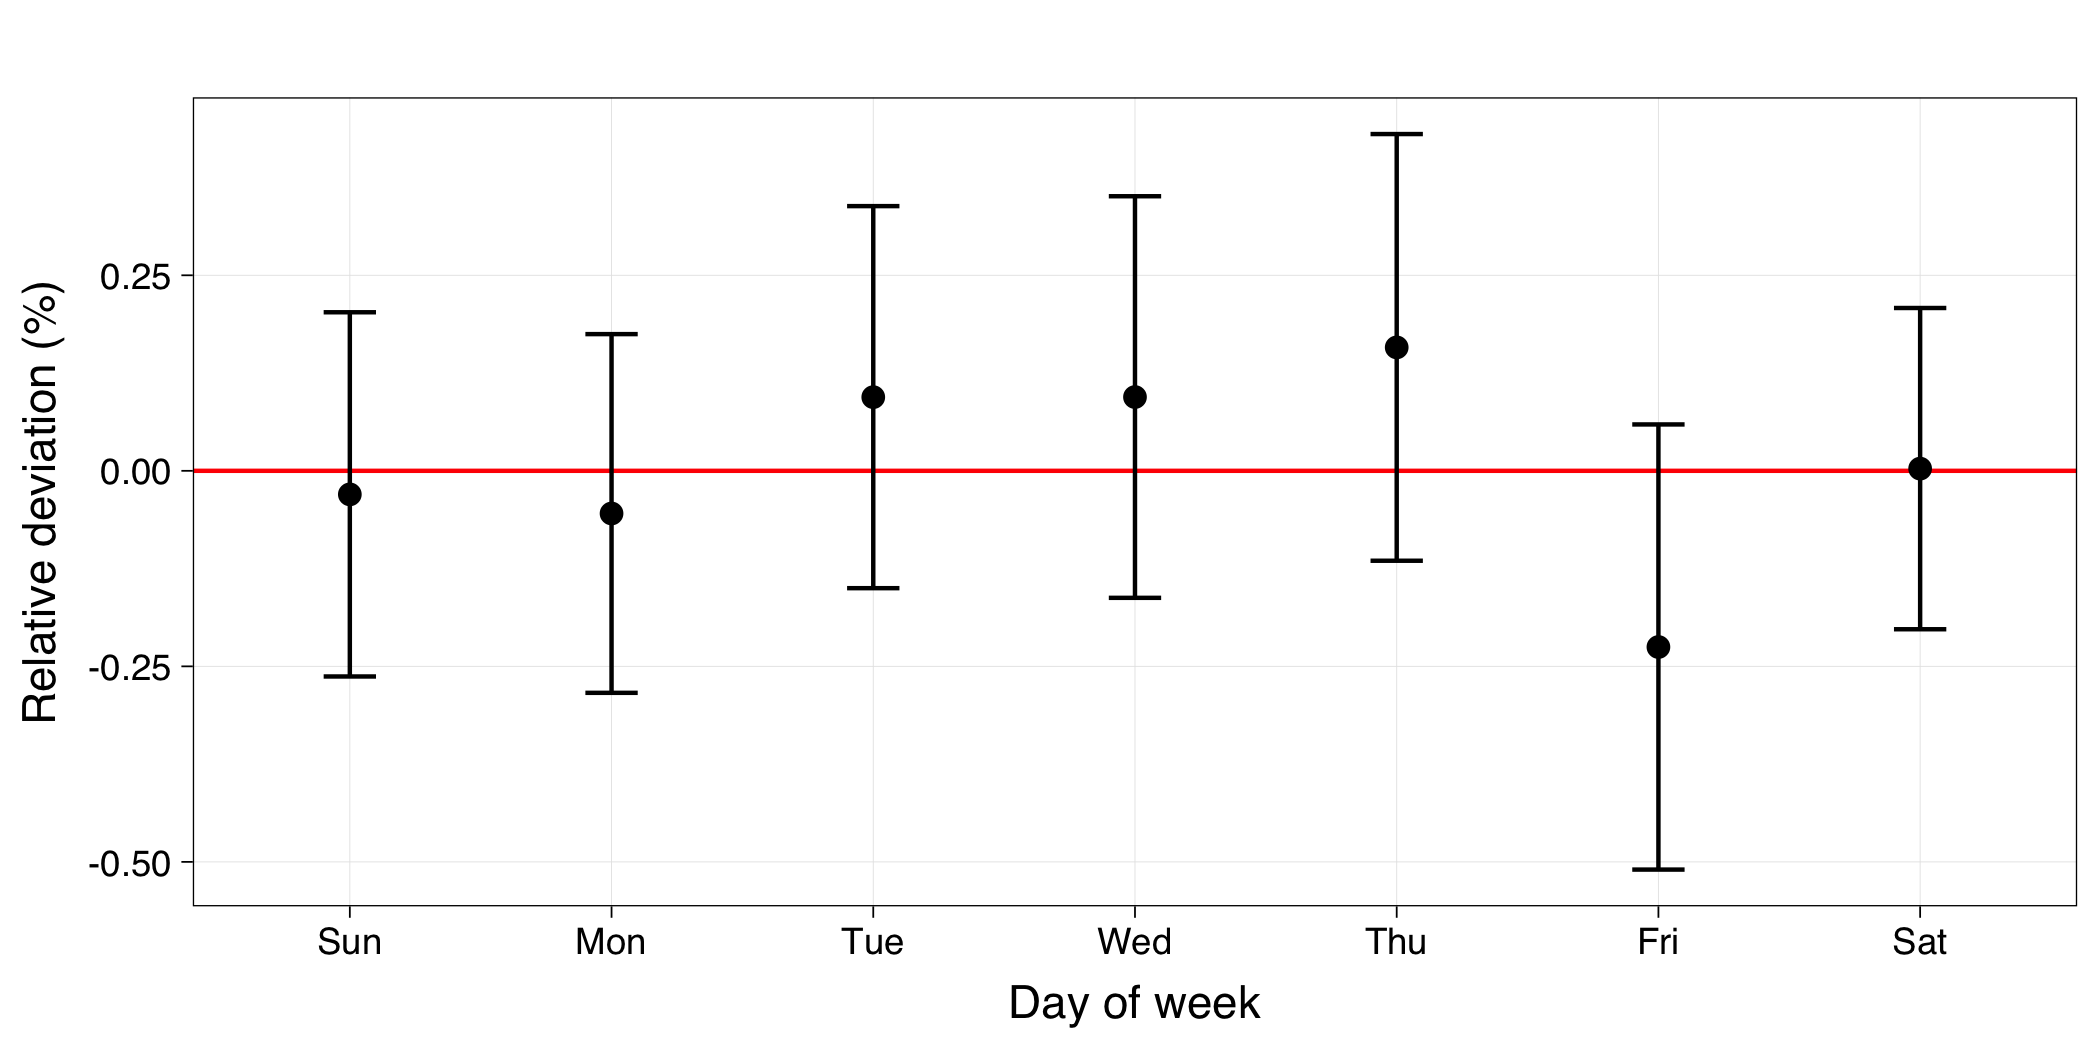 Relative deviation (%)
0.25
0.00
-0.25
-0.50
Sun Mon Tue Wed Thu Fri Sat
Day of week